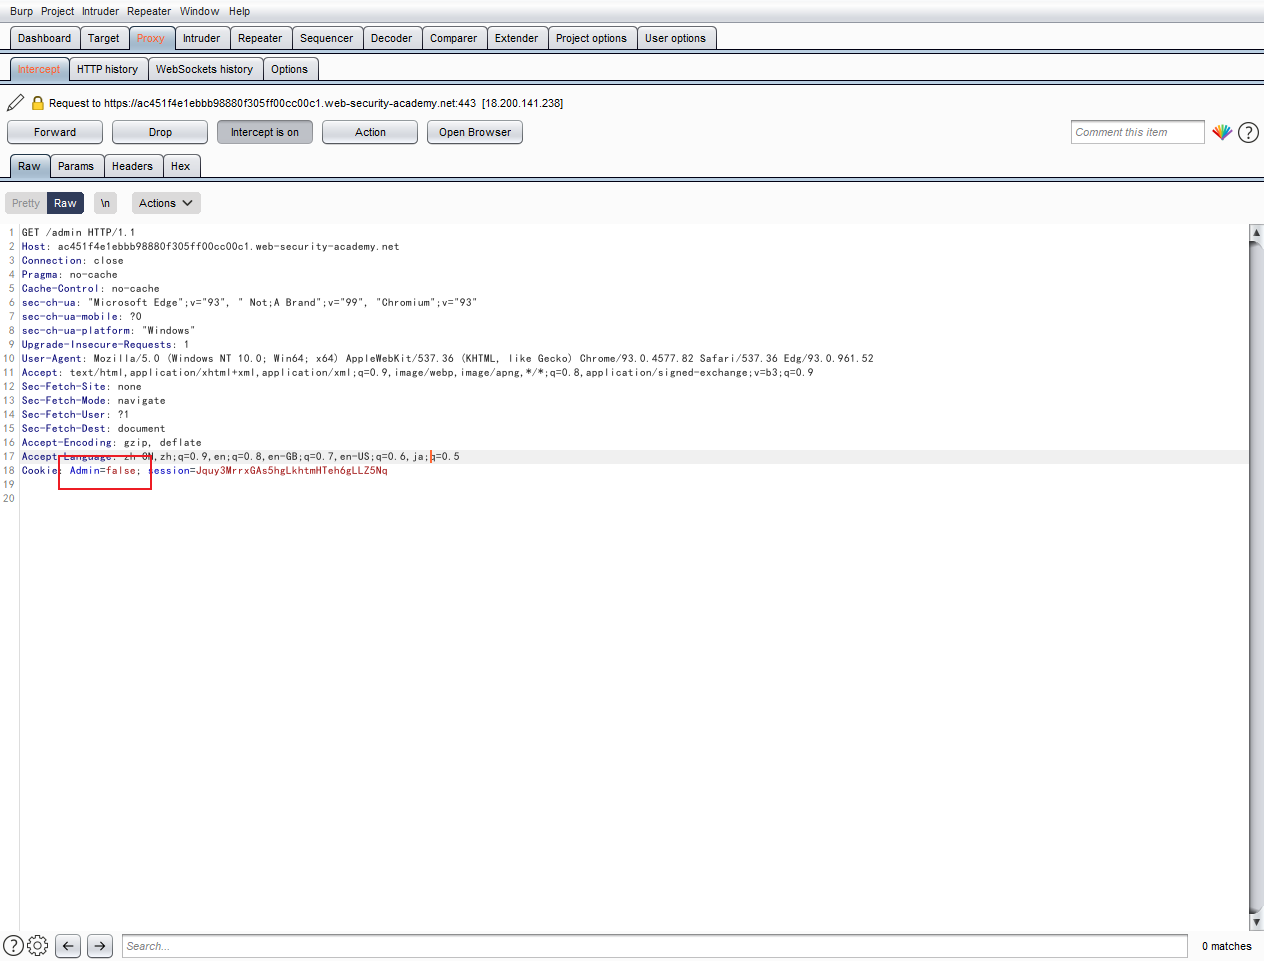 Burp Project Intruder Repeater Window Help
Dashboard Target Proxy Intruder Repeater Sequencer Decoder Comparer Extender Project options User options
Intercept HTTP history WebSockets history Options
Request to https://ac451f4e1ebbb98880f305ff00cc00c1.web-security-academy.net:443 [18.200.141.238]
Forward Drop Intercept is on Action Open Browser Comment this item ?
Raw Params Headers Hex
Pretty Raw \n Actions
1 GET /admin HTTP/1.1
2 Host: ac451f4e1ebbb98880f305ff00cc00c1.web-security-academy.net
3 Connection: close
4 Pragma: no-cache
5 Cache-Control: no-cache
6 sec-ch-ua: "Microsoft Edge";v="93", " Not;A Brand";v="99", "Chromium";v="93"
7 sec-ch-ua-mobile: ?0
8 sec-ch-ua-platform: "Windows"
9 Upgrade-Insecure-Requests: 1
10 User-Agent: Mozilla/5.0 (Windows NT 10.0; Win64; x64) AppleWebKit/537.36 (KHTML, like Gecko) Chrome/93.0.4577.82 Safari/537.36 Edg/93.0.961.52
11 Accept: text/html,application/xhtml+xml,application/xml;q=0.9,image/webp,image/apng,*/*;q=0.8,application/signed-exchange;v=b3;q=0.9
12 Sec-Fetch-Site: none
13 Sec-Fetch-Mode: navigate
14 Sec-Fetch-User: ?1
15 Sec-Fetch-Dest: document
16 Accept-Encoding: gzip, deflate
17 Accept-Language: zh-CN,zh;q=0.9,en;q=0.8,en-GB;q=0.7,en-US;q=0.6,ja;q=0.5
18 Cookie: Admin=false; session=Jquy3MrrxGAs5hgLkhtmHTeh6gLLZ5Nq
19
20
? Search... 0 matches